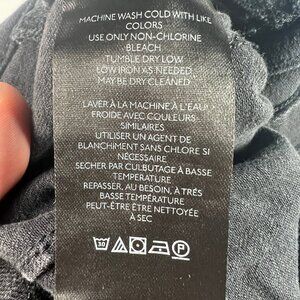 MACHINE WASH COLD WITH LIKE
COLORS
USE ONLY NON-CHLORINE
BLEACH
TUMBLE DRY LOW
LOW IRON AS NEEDED
MAY BE DRY CLEANED
LAVER À LA MACHINE À L'EAU
FROIDE AVEC COULEURS
SIMILAIRES
UTILISER UN AGENT DE
BLANCHIMENT SANS CHLORE SI
NÉCESSAIRE
SECHER PAR CULBUTAGE À BASSE
TEMPÉRATURE
REPASSER, AU BESOIN, À TRÈS
BASSE TEMPÉRATURE
PEUT-ÊTRE ÊTRE NETTOYÉE
À SEC
30 P